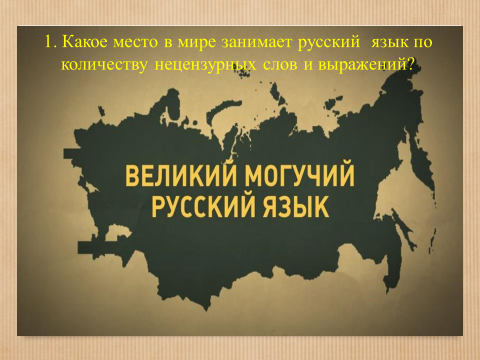 1. Какое место в мире занимает русский язык по
количеству нецензурных слов и выражений?
ВЕЛИКИЙ МОГУЧИЙ
РУССКИЙ ЯЗЫК